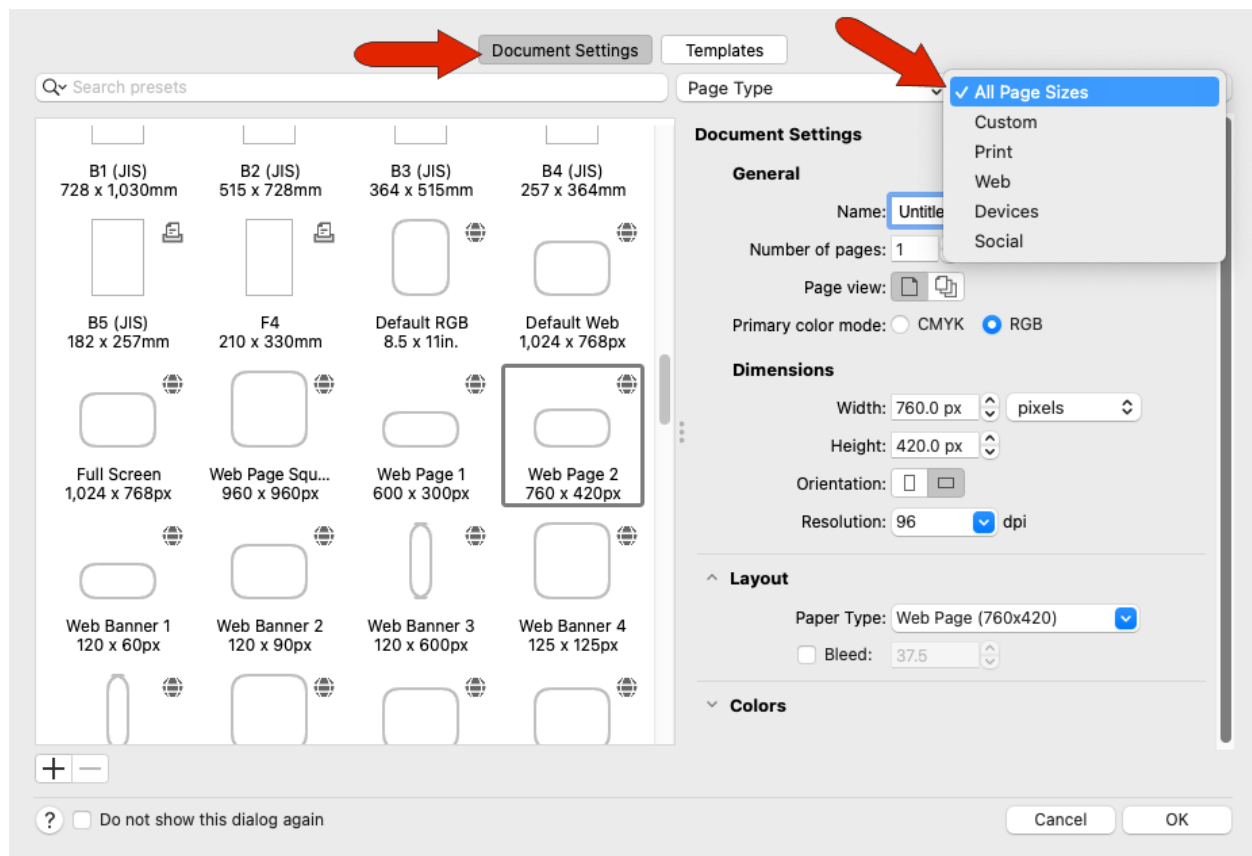 Document Settings
Templates
Search presets
Page Type
All Page Sizes
Custom
Print
Web
Devices
Social
B1 (JIS)
728 x 1,030mm
B2 (JIS)
515 x 728mm
B3 (JIS)
364 x 515mm
B4 (JIS)
257 x 364mm
B5 (JIS)
182 x 257mm
F4
210 x 330mm
Default RGB
8.5 x 11in.
Default Web
1,024 x 768px
Full Screen
1,024 x 768px
Web Page Squ...
960 x 960px
Web Page 1
600 x 300px
Web Page 2
760 x 420px
Web Banner 1
120 x 60px
Web Banner 2
120 x 90px
Web Banner 3
120 x 600px
Web Banner 4
125 x 125px
Document Settings
General
Name: Untitle
Number of pages: 1
Page view:
Primary color mode: CMYK RGB
Dimensions
Width: 760.0 px pixels
Height: 420.0 px
Orientation:
Resolution: 96 dpi
Layout
Paper Type: Web Page (760x420)
Bleed: 37.5
Colors
? Do not show this dialog again
Cancel
OK